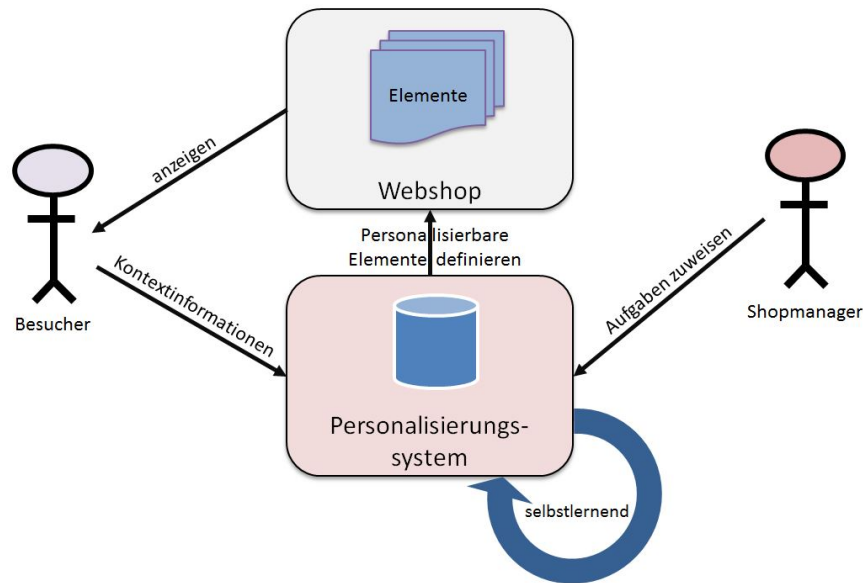 Elemente
Webshop
anzeigen
Personalisierbare
Elemente definieren
Kontextinformationen
Aufgaben zuweisen
Besucher
Shopmanager
Personalisierungs-
system
selbstlernend